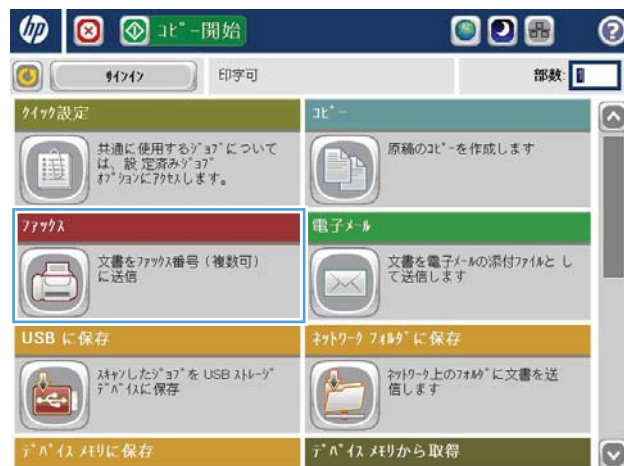 hp
ｺﾋﾟｰ開始
?
ｻｲﾝｲﾝ
印字可
部数: 1
ｸｲｯｸ設定
共通に使用するｼﾞｮﾌﾞについて
は、設 定済みｼﾞｮﾌﾞ
ｵﾌﾟｼｮﾝにｱｸｾｽします。
ｺﾋﾟｰ
原稿のｺﾋﾟｰを作成します
ﾌｧｯｸｽ
文書をﾌｧｯｸｽ番号（複数可）
に送信
電子ﾒｰﾙ
文書を電子ﾒｰﾙの添付ﾌｧｲﾙと し
て送信します
USB に保存
ｽｷｬﾝしたｼﾞｮﾌﾞを USB ｽﾄﾚｰｼﾞ
ﾃﾞﾊﾞｲｽに保存
ﾈｯﾄﾜｰｸ ﾌｫﾙﾀﾞに保存
ﾈｯﾄﾜｰｸ上のﾌｫﾙﾀﾞに文書を送
信します
ﾃﾞﾊﾞｲｽ ﾒﾓﾘに保存
ﾃﾞﾊﾞｲｽ ﾒﾓﾘから取得